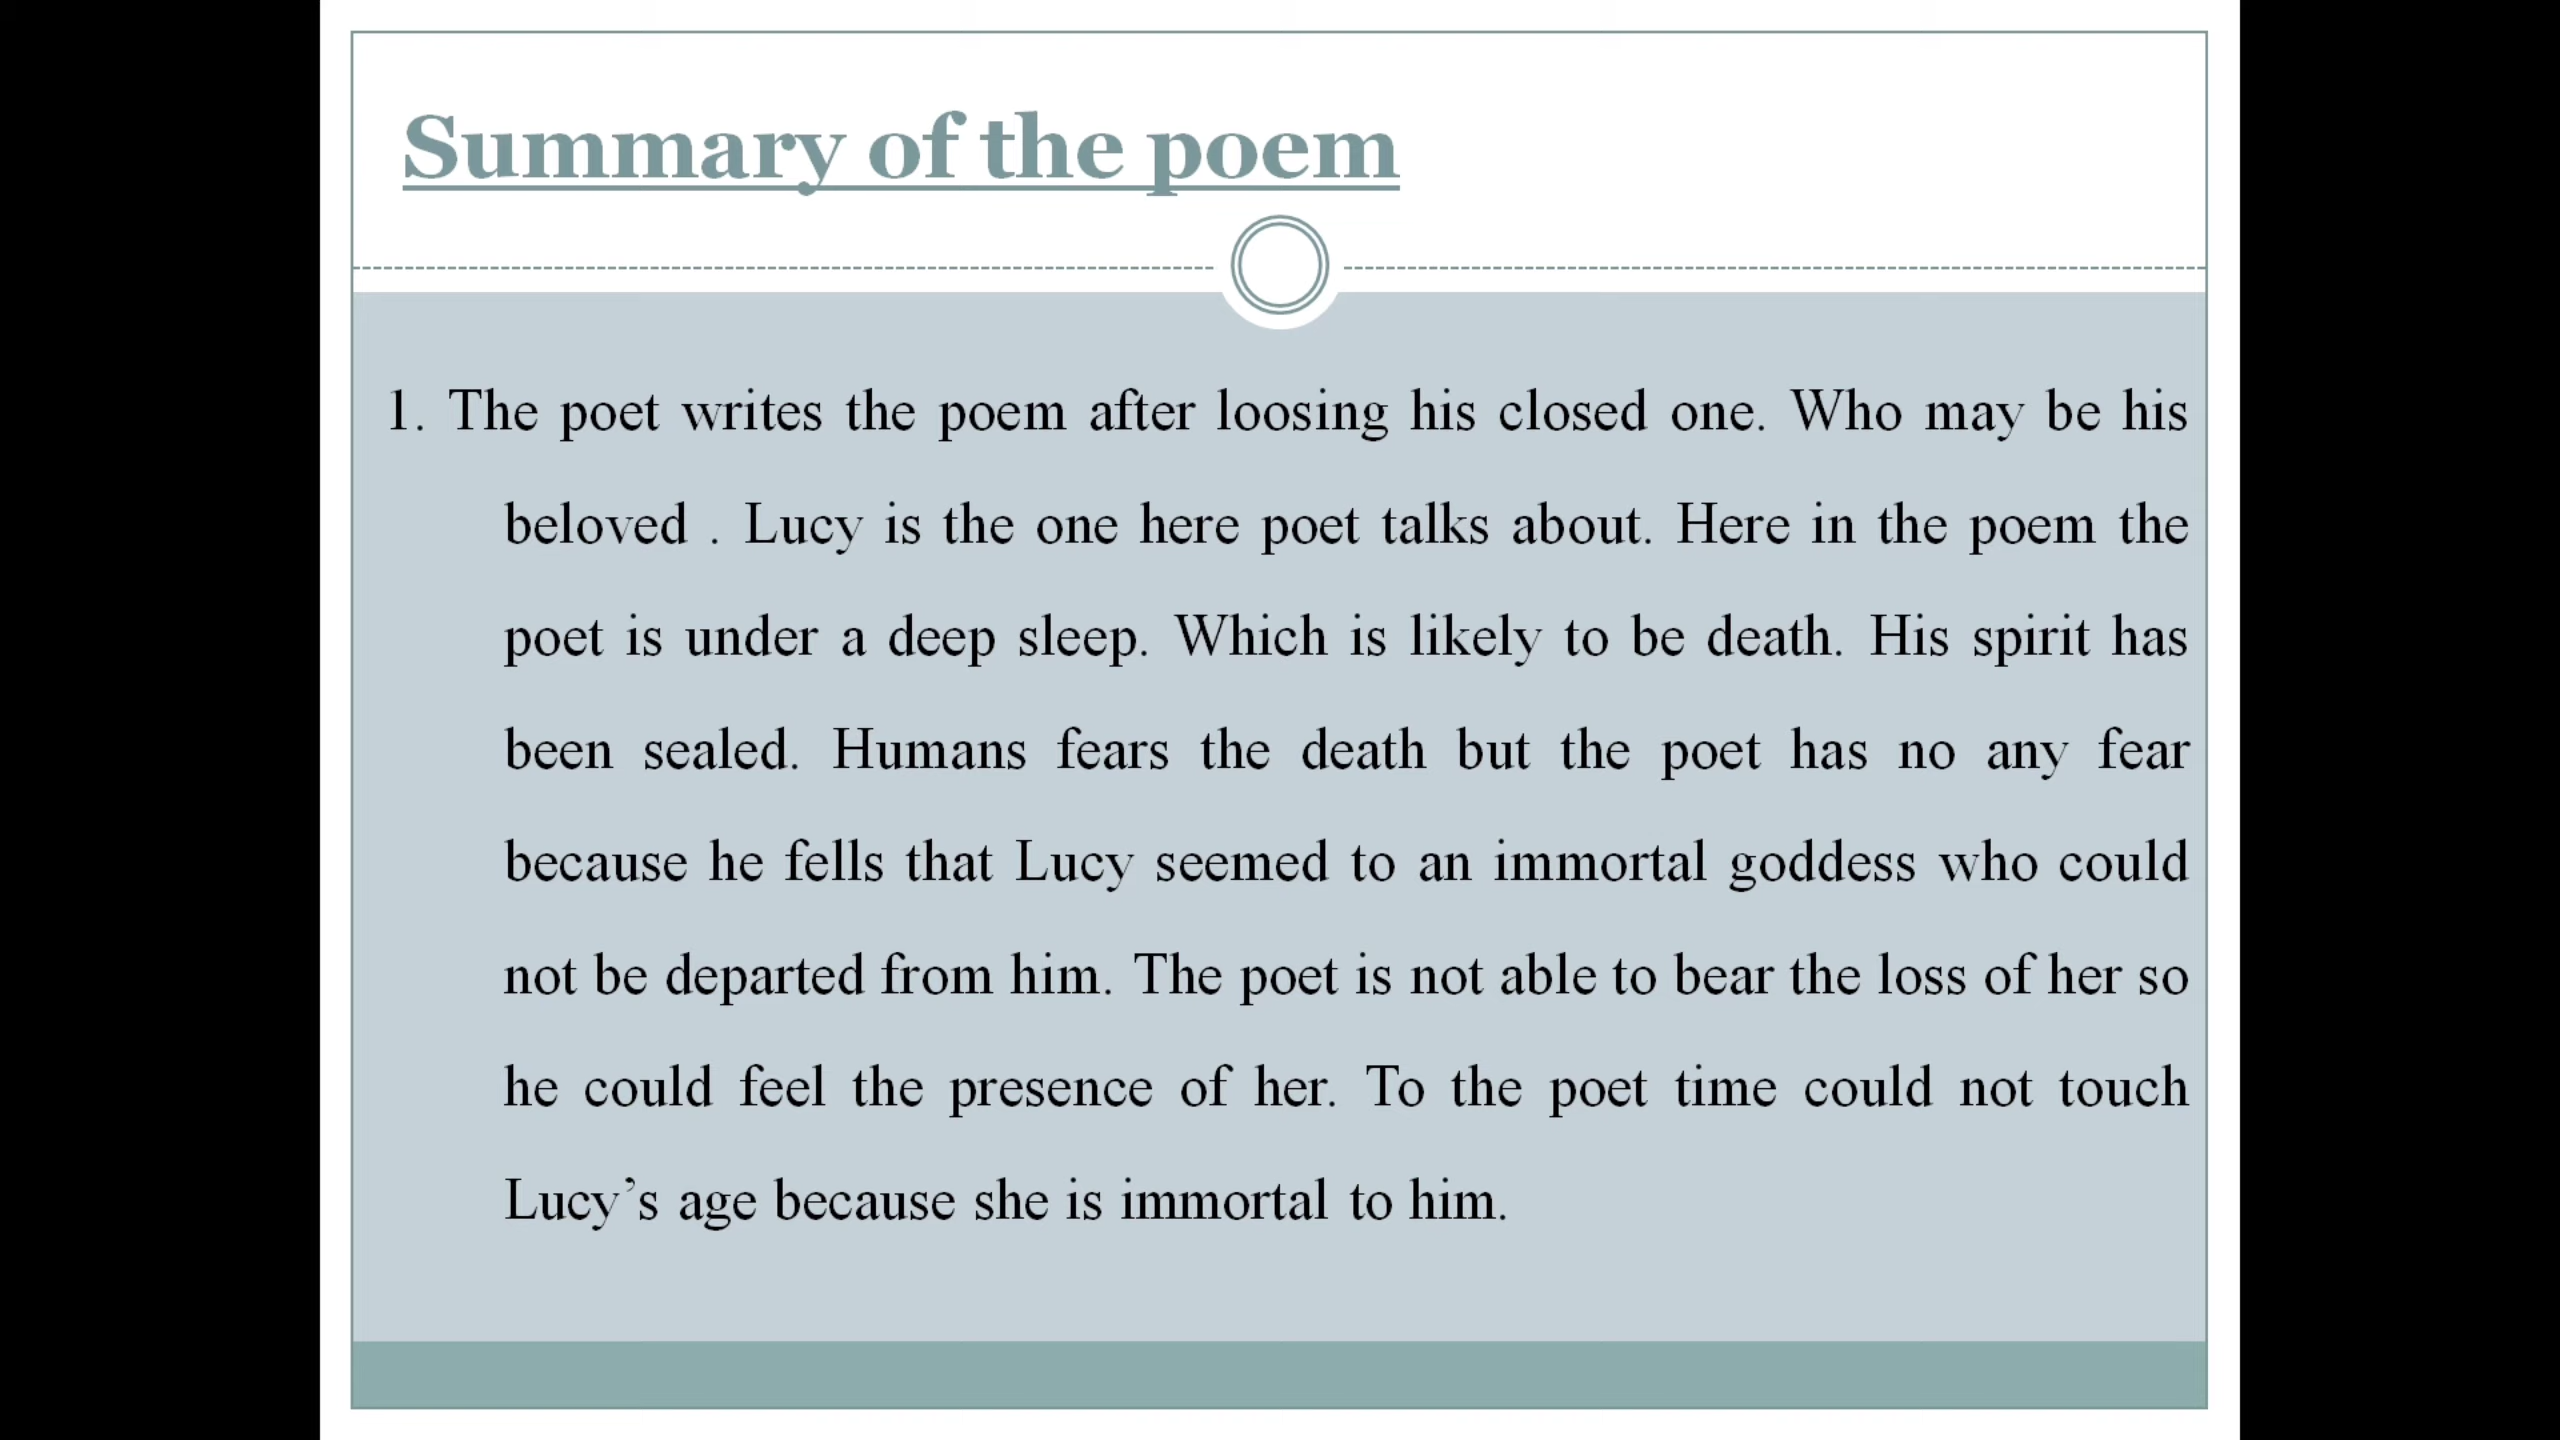 Summary of the poem
1. The poet writes the poem after loosing his closed one. Who may be his
beloved . Lucy is the one here poet talks about. Here in the poem the
poet is under a deep sleep. Which is likely to be death. His spirit has
been sealed. Humans fears the death but the poet has no any fear
because he fells that Lucy seemed to an immortal goddess who could
not be departed from him. The poet is not able to bear the loss of her so
he could feel the presence of her. To the poet time could not touch
Lucy’s age because she is immortal to him.